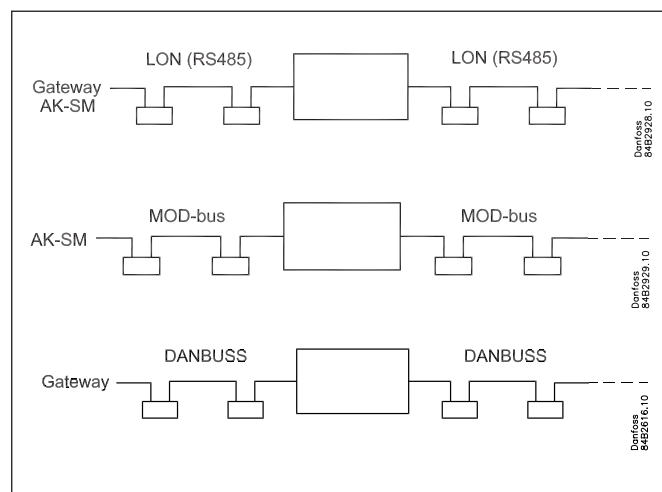 LON (RS485)
LON (RS485)
Gateway
AK-SM
Danfoss
84B2928.10
MOD-bus
MOD-bus
AK-SM
Danfoss
84B2929.10
DANBUSS
DANBUSS
Gateway
Danfoss
84B2616.10